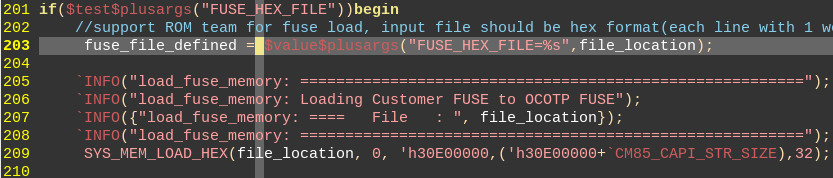 201 if($test$plusargs("FUSE_HEX_FILE"))begin
202     //support ROM team for fuse load, input file should be hex format(each line with 1
203      fuse_file_defined = $value$plusargs("FUSE_HEX_FILE=%s",file_location);
204
205     `INFO("load_fuse_memory: ========================================================");
206     `INFO("load_fuse_memory: Loading Customer FUSE to OCOTP FUSE");
207     `INFO({"load_fuse_memory: ====   File   : ", file_location});
208     `INFO("load_fuse_memory: ========================================================");
209      SYS_MEM_LOAD_HEX(file_location, 0, 'h30E00000,('h30E00000+`CM85_CAPI_STR_SIZE),32);
210